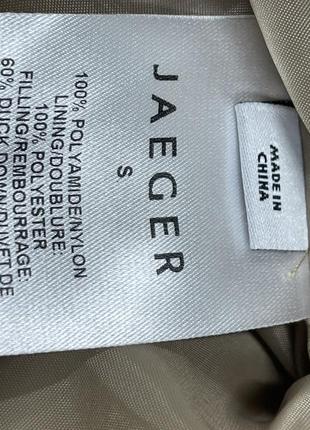 JAEGER
S
100% POLYAMIDE/NYLON
LINING/DOUBLURE:
100% POLYESTER
FILLING/REMBOURRAGE:
60% DUCK DOWN/DUVET DE
MADE IN
CHINA